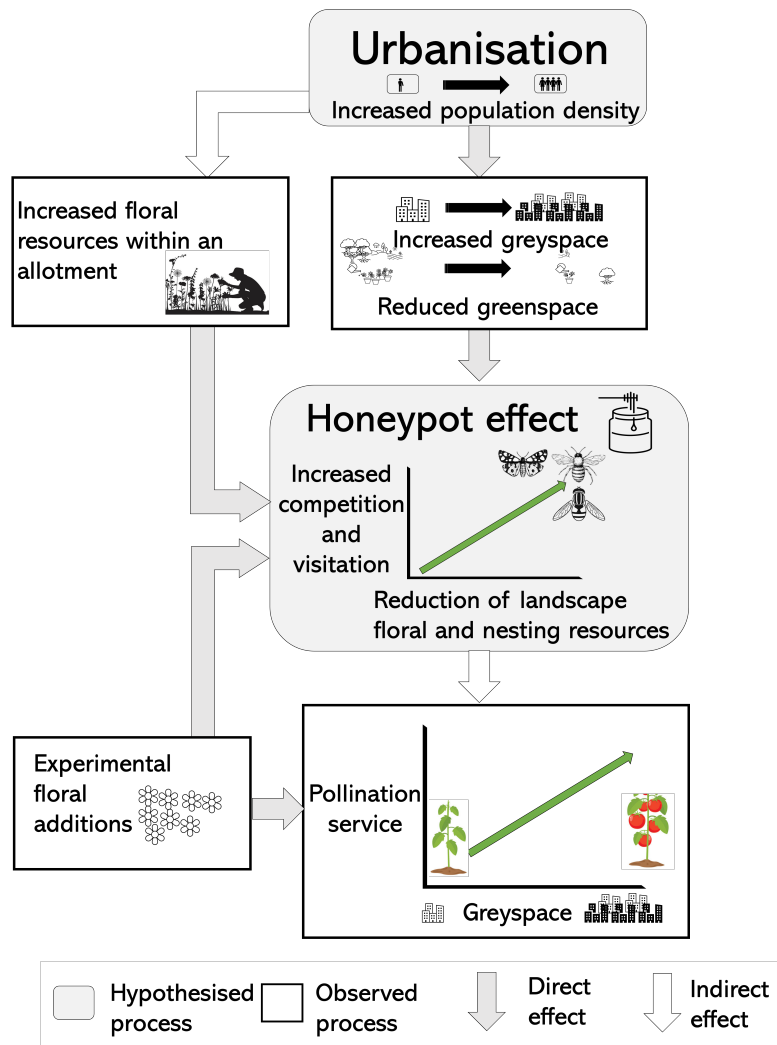 Urbanisation
Increased population density
Increased floral
resources within an
allotment
Increased greyspace
Reduced greenspace
Honeypot effect
Increased
competition
and
visitation
Reduction of landscape
floral and nesting resources
Experimental
floral
additions
Pollination
service
Greyspace
Hypothesised
process
Observed
process
Direct
effect
Indirect
effect